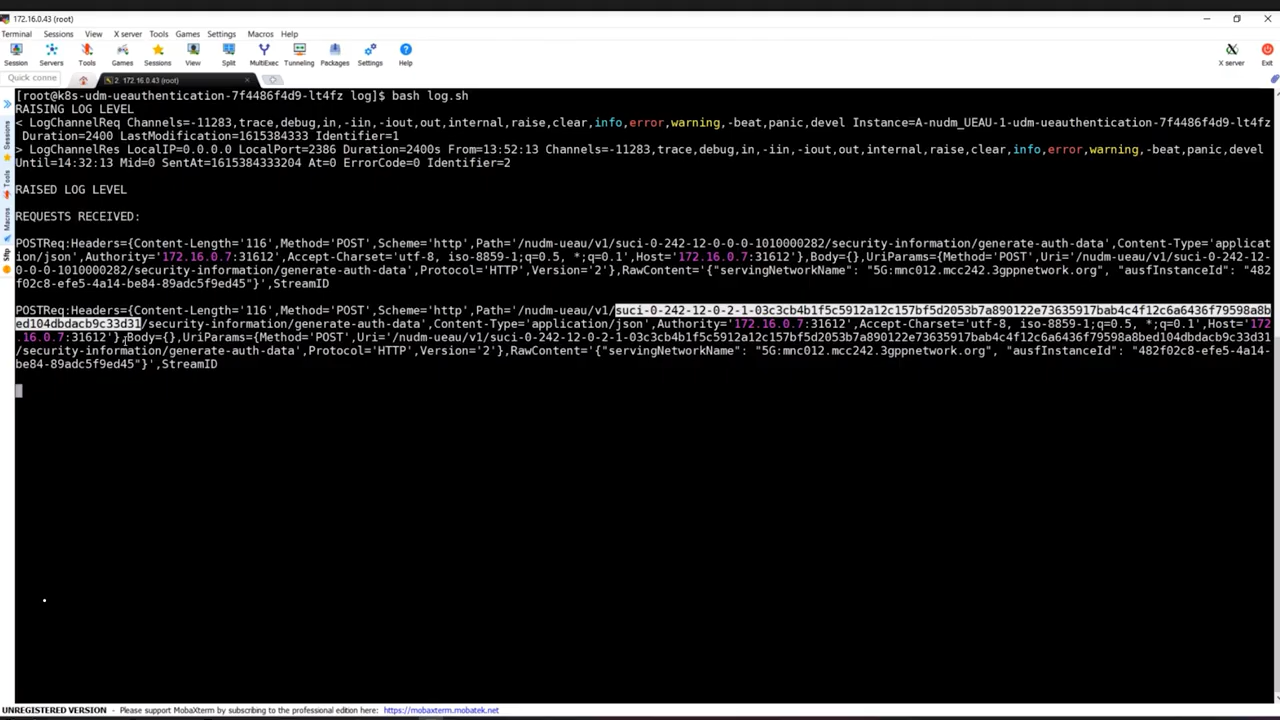 172.16.0.43 (root)
Terminal Sessions View X server Tools Games Settings Macros Help
Session Servers Tools Games Sessions View Split MultiExec Tunneling Packages Settings Help X server Exit
Quick conne
2. 172.16.0.43 (root)
Sessions
Tools
Macros
Sftp
[root@k8s-udm-ueauthentication-7f4486f4d9-lt4fz log]$ bash log.sh
RAISING LOG LEVEL
< LogChannelReq Channels=-11283,trace,debug,in,-iin,-iout,out,internal,raise,clear,info,error,warning,-beat,panic,devel Instance=A-nudm_UEAU-1-udm-ueauthentication-7f4486f4d9-lt4fz
Duration=2400 LastModification=1615384333 Identifier=1
> LogChannelRes LocalIP=0.0.0.0 LocalPort=2386 Duration=2400s From=13:52:13 Channels=-11283,trace,debug,in,-iin,-iout,out,internal,raise,clear,info,error,warning,-beat,panic,devel
Until=14:32:13 Mid=0 SentAt=1615384333204 At=0 ErrorCode=0 Identifier=2
RAISED LOG LEVEL
REQUESTS RECEIVED:
POSTReq:Headers={Content-Length='116',Method='POST',Scheme='http',Path='/nudm-ueau/v1/suci-0-242-12-0-0-0-1010000282/security-information/generate-auth-data',Content-Type='applicat
ion/json',Authority='172.16.0.7:31612',Accept-Charset='utf-8, iso-8859-1;q=0.5, *;q=0.1',Host='172.16.0.7:31612'},Body={},UriParams={Method='POST',Uri='/nudm-ueau/v1/suci-0-242-12-
0-0-0-1010000282/security-information/generate-auth-data',Protocol='HTTP',Version='2'},RawContent='{"servingNetworkName": "5G:mnc012.mcc242.3gppnetwork.org", "ausfInstanceId": "482
f02c8-efe5-4a14-be84-89adc5f9ed45"}',StreamID
POSTReq:Headers={Content-Length='116',Method='POST',Scheme='http',Path='/nudm-ueau/v1/suci-0-242-12-0-2-1-03c3cb4b1f5c5912a12c157bf5d2053b7a890122e73635917bab4c4f12c6a6436f79598a8b
ed104dbdacb9c33d31/security-information/generate-auth-data',Content-Type='application/json',Authority='172.16.0.7:31612',Accept-Charset='utf-8, iso-8859-1;q=0.5, *;q=0.1',Host='172
.16.0.7:31612'},Body={},UriParams={Method='POST',Uri='/nudm-ueau/v1/suci-0-242-12-0-2-1-03c3cb4b1f5c5912a12c157bf5d2053b7a890122e73635917bab4c4f12c6a6436f79598a8bed104dbdacb9c33d31
/security-information/generate-auth-data',Protocol='HTTP',Version='2'},RawContent='{"servingNetworkName": "5G:mnc012.mcc242.3gppnetwork.org", "ausfInstanceId": "482f02c8-efe5-4a14-
be84-89adc5f9ed45"}',StreamID
UNREGISTERED VERSION - Please support MobaXterm by subscribing to the professional edition here: https://mobaxterm.mobatek.net